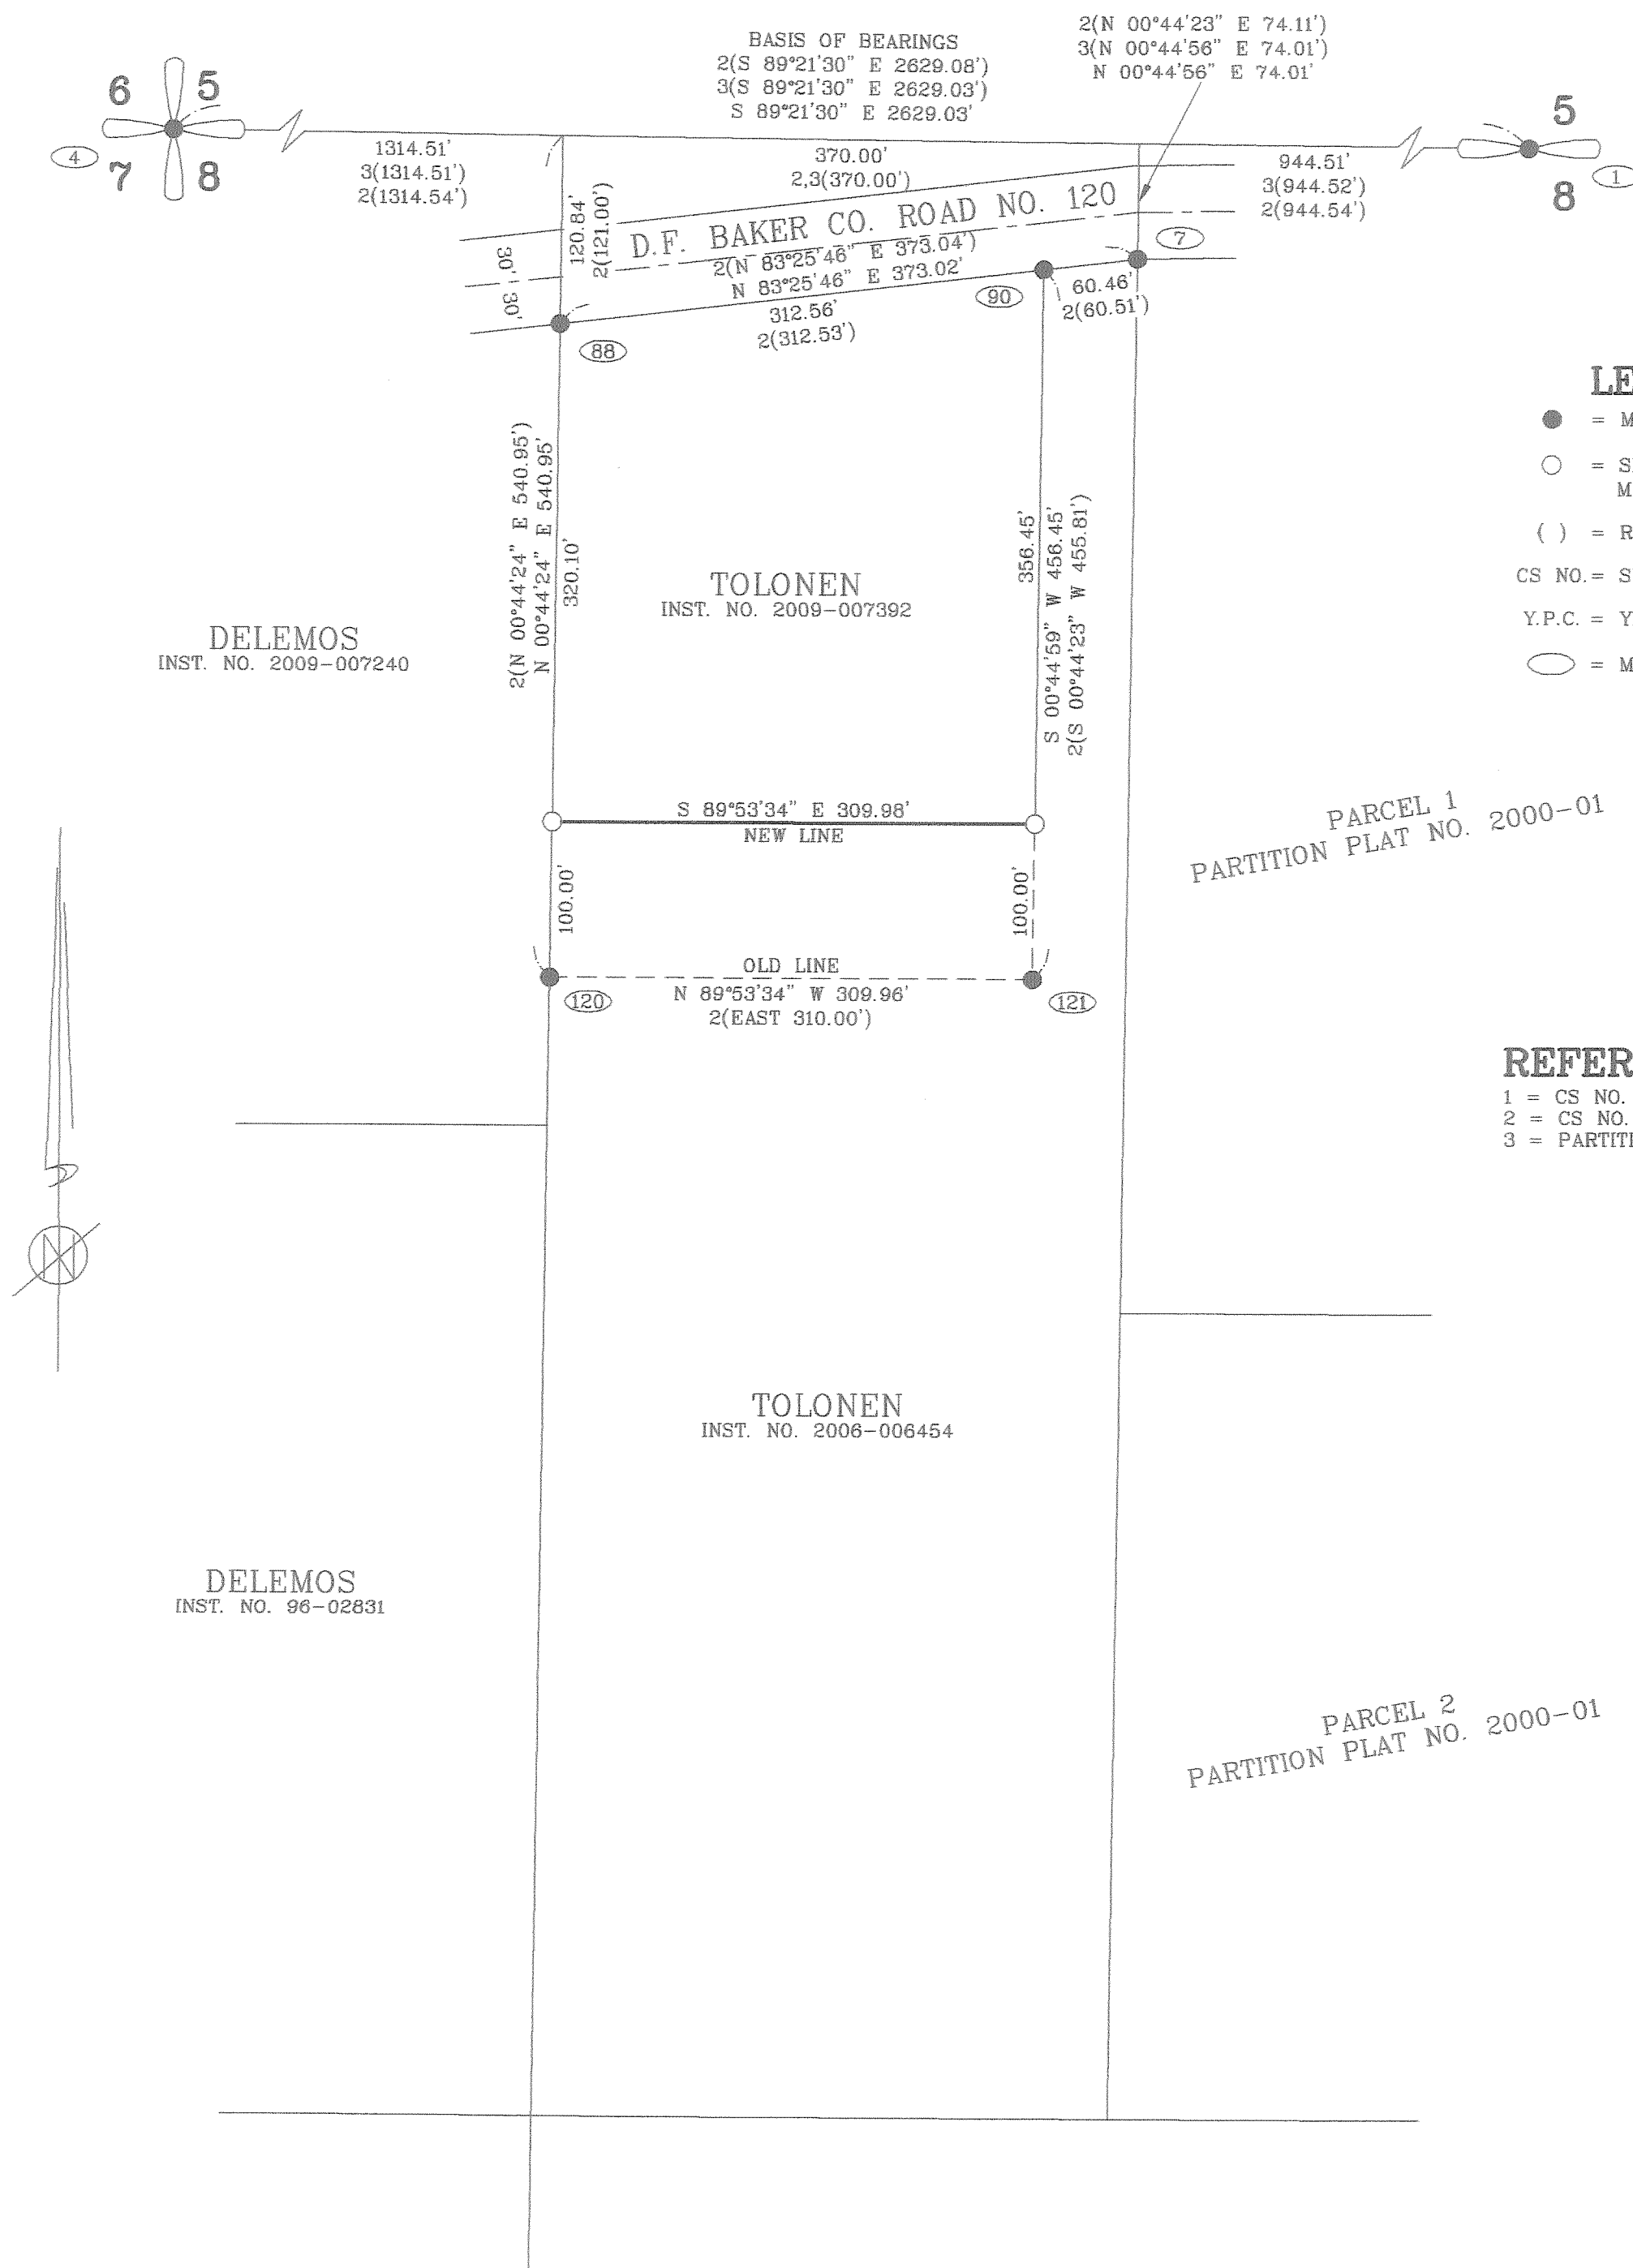 BASIS OF BEARINGS
2(S 89°21'30" E 2629.08')
3(S 89°21'30" E 2629.03')
S 89°21'30" E 2629.03'
2(N 00°44'23" E 74.11')
3(N 00°44'56" E 74.01')
N 00°44'56" E 74.01'
6 5
7 8
4
5
8
1
1314.51'
3(1314.51')
2(1314.54')
370.00'
2,3(370.00')
944.51'
3(944.52')
2(944.54')
120.84'
2(121.00')
D.F. BAKER CO. ROAD NO. 120
2(N 83°25'46" E 373.04')
N 83°25'46" E 373.02'
30' 30'
312.56'
2(312.53')
88
90
7
60.46'
2(60.51')
LE
= M
= S
M
( ) = R
CS NO.= S
Y.P.C. = Y
= M
2(N 00°44'24" E 540.95')
N 00°44'24" E 540.95'
320.10'
TOLONEN
INST. NO. 2009-007392
356.45'
S 00°44'59" W 456.45'
2(S 00°44'23" W 455.81')
DELEMOS
INST. NO. 2009-007240
S 89°53'34" E 309.98'
NEW LINE
PARCEL 1
PARTITION PLAT NO. 2000-01
100.00'
100.00'
OLD LINE
N 89°53'34" W 309.96'
2(EAST 310.00')
120
121
REFER
1 = CS NO.
2 = CS NO.
3 = PARTITI
N
TOLONEN
INST. NO. 2006-006454
DELEMOS
INST. NO. 96-02831
PARCEL 2
PARTITION PLAT NO. 2000-01